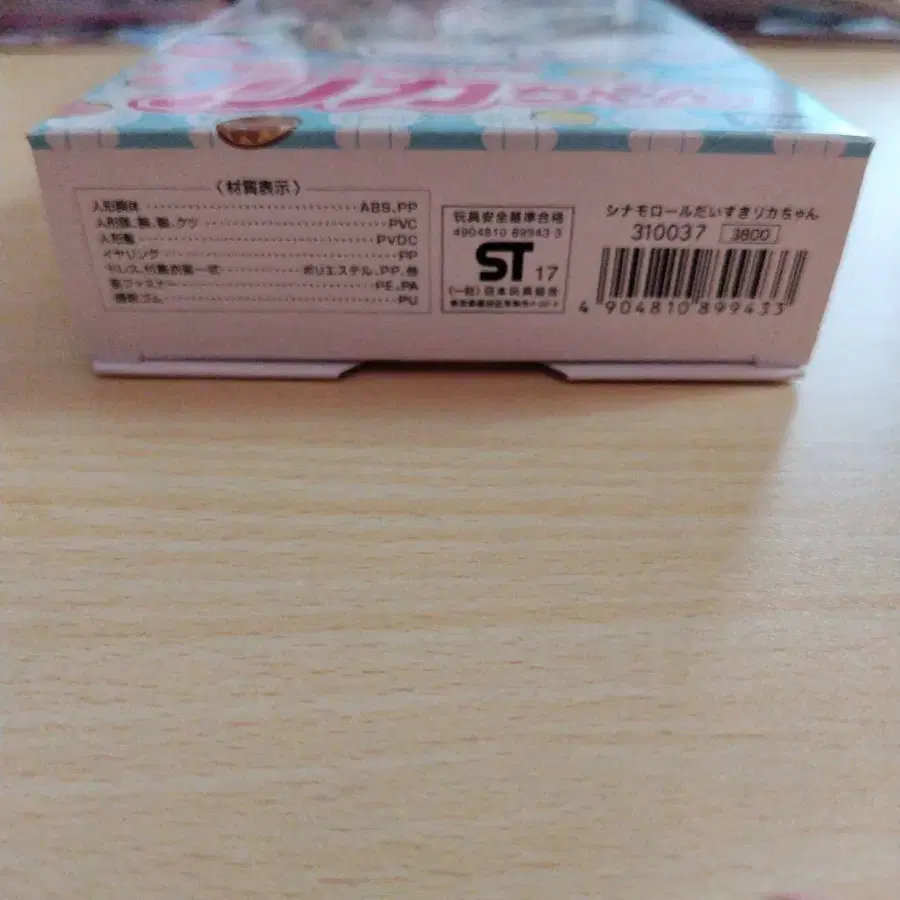 〈材質表示〉
人形胴体 ABS、PP
人形頭、腕、脚、クツ PVC
人形髪 PVDC
イヤリング PP
ドレス、付属衣裳一式 ポリエステル、PP、他
面ファスナー PE、PA
ゴム PU
玩具安全基準合格
4904810 89943 3
ST 17
(一社)日本玩具協会
シナモロールだいすきリカちゃん
310037 3800
4 904810 899433